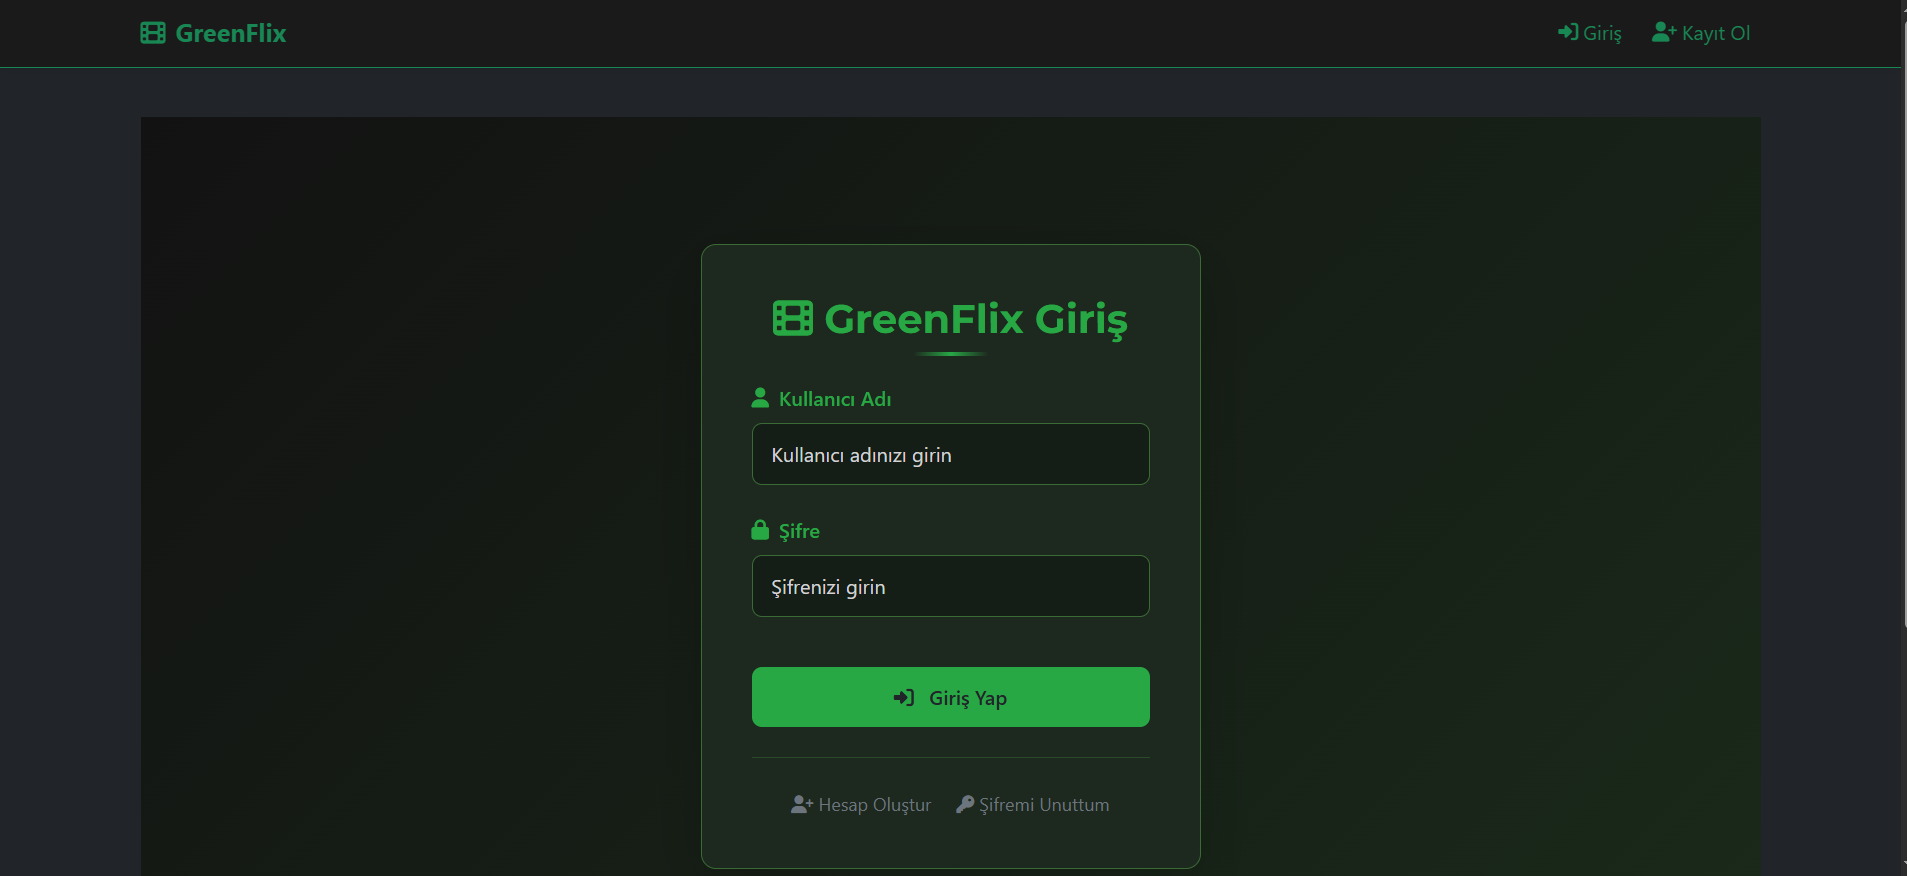 GreenFlix
Giriş
Kayıt Ol
GreenFlix Giriş
Kullanıcı Adı
Kullanıcı adınızı girin
Şifre
Şifrenizi girin
Giriş Yap
Hesap Oluştur
Şifremi Unuttum